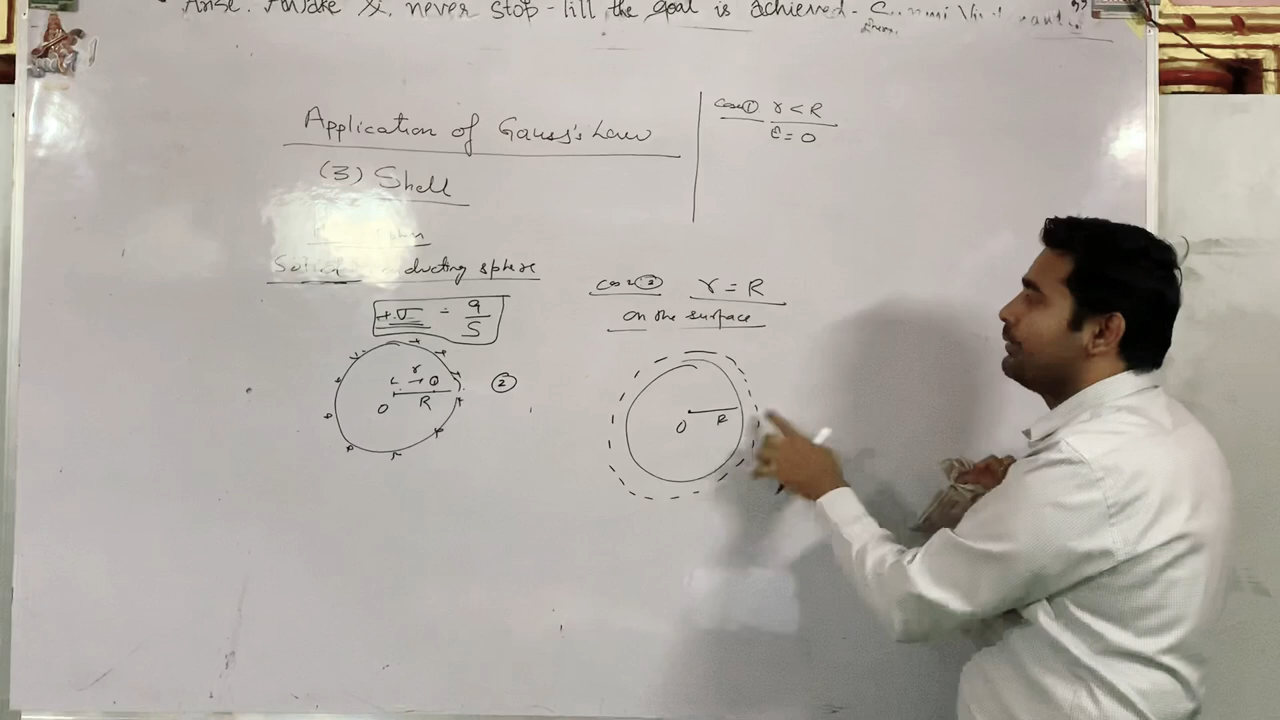 Arise. Awake & never stop - till the goal is achieved -
Application of Gauss's Law
(3) Shell
conducting sphere
+σ = q/S
r
O
R
②
case ① r < R
E = 0
case ② r = R
on the surface
O
R